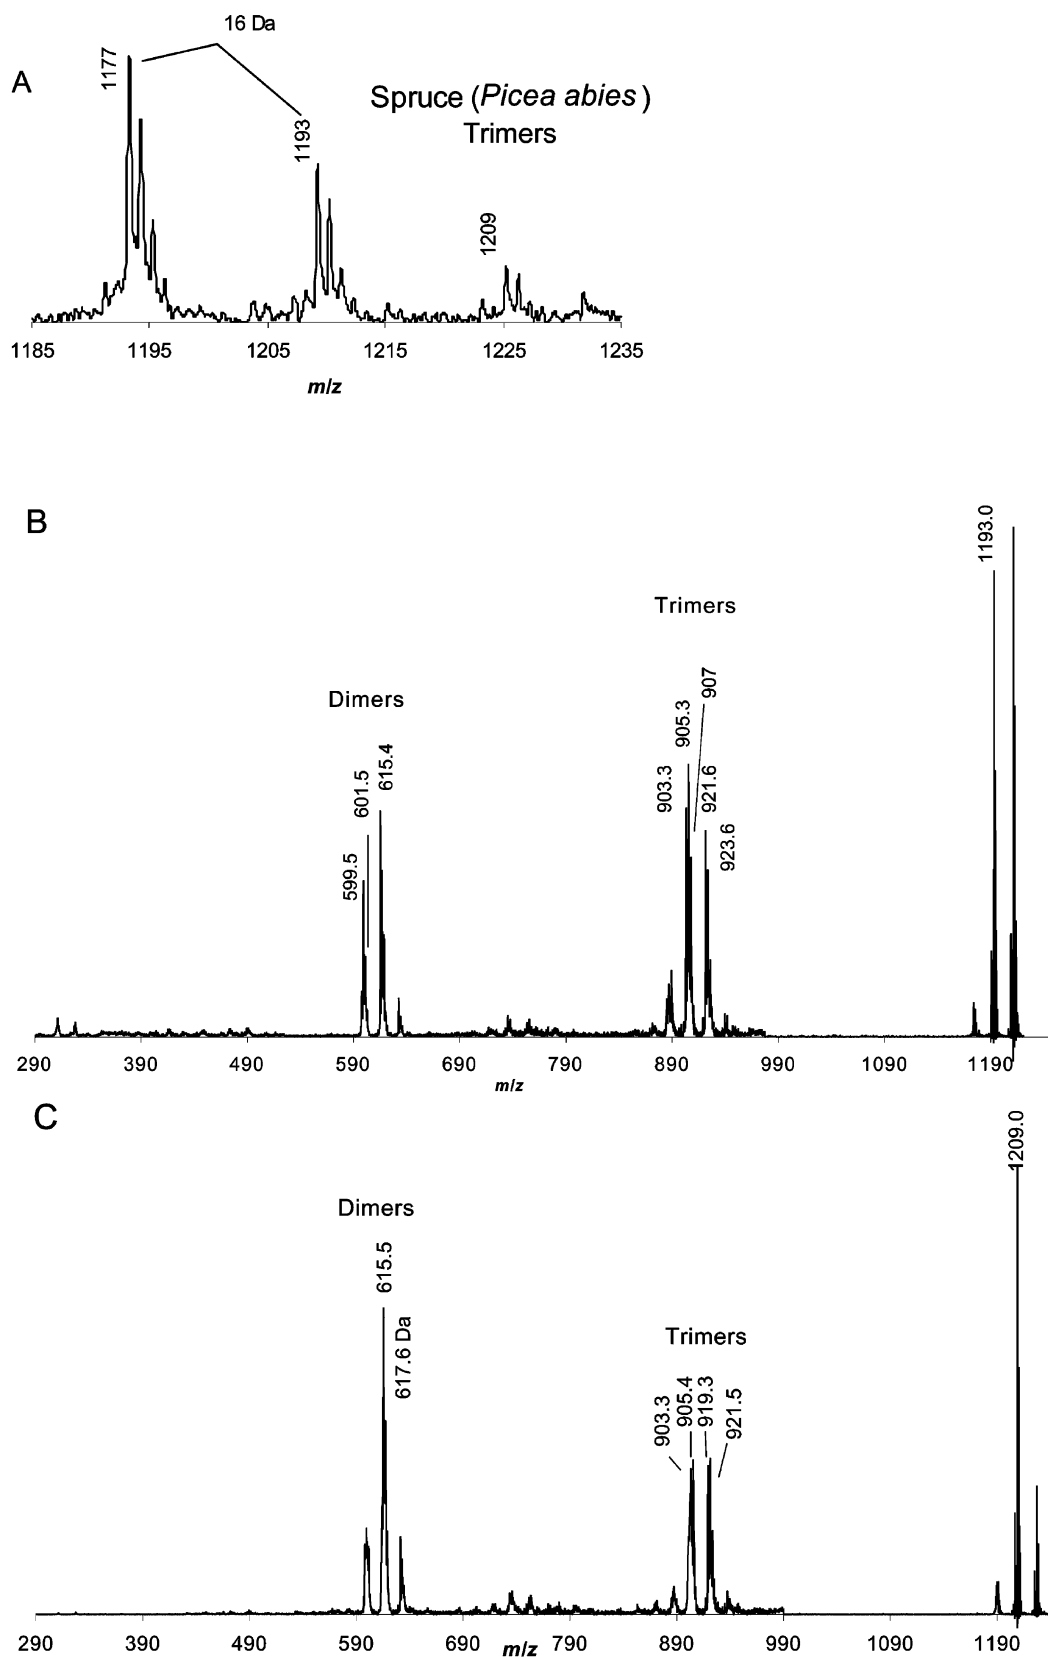 16 Da
A
1177
Spruce (Picea abies)
Trimers
1193
1209
1185 1195 1205 1215 1225 1235
m/z
B
1193.0
Trimers
907
Dimers
905.3
615.4
601.5
903.3
921.6
923.6
599.5
290 390 490 590 690 790 890 990 1090 1190
m/z
C
1209.0
Dimers
615.5
617.6 Da
Trimers
903.3
905.4
919.3
921.5
290 390 490 590 690 790 890 990 1090 1190
m/z